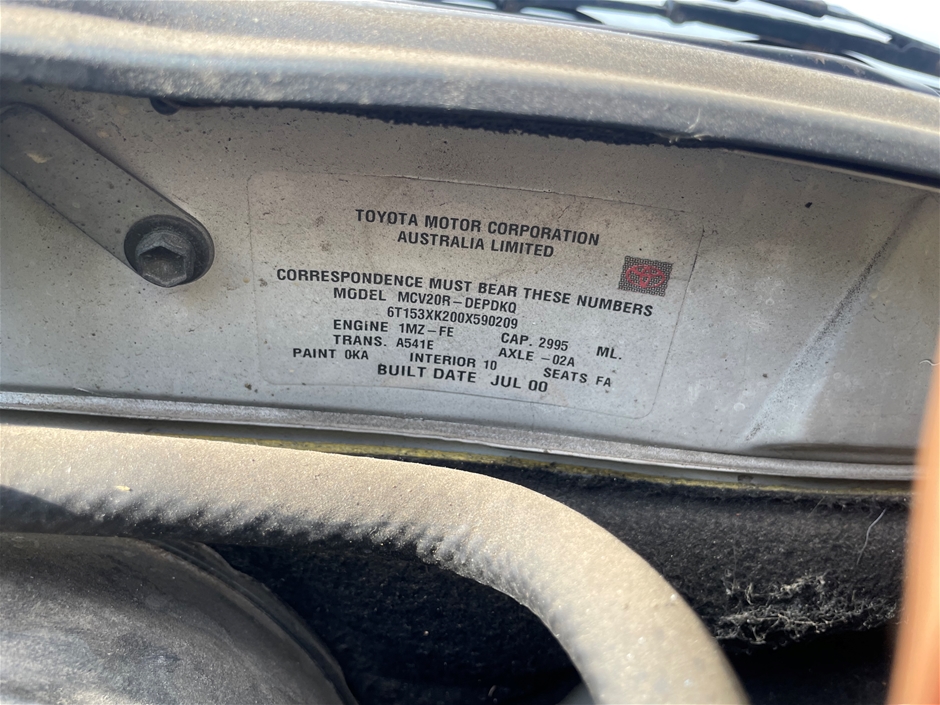 TOYOTA MOTOR CORPORATION
AUSTRALIA LIMITED
CORRESPONDENCE MUST BEAR THESE NUMBERS
MODEL MCV20R-DEPDKQ
6T153XK200X590209
ENGINE 1MZ-FE CAP. 2995 ML.
TRANS. A541E AXLE -02A
PAINT 0KA INTERIOR 10 SEATS FA
BUILT DATE JUL 00